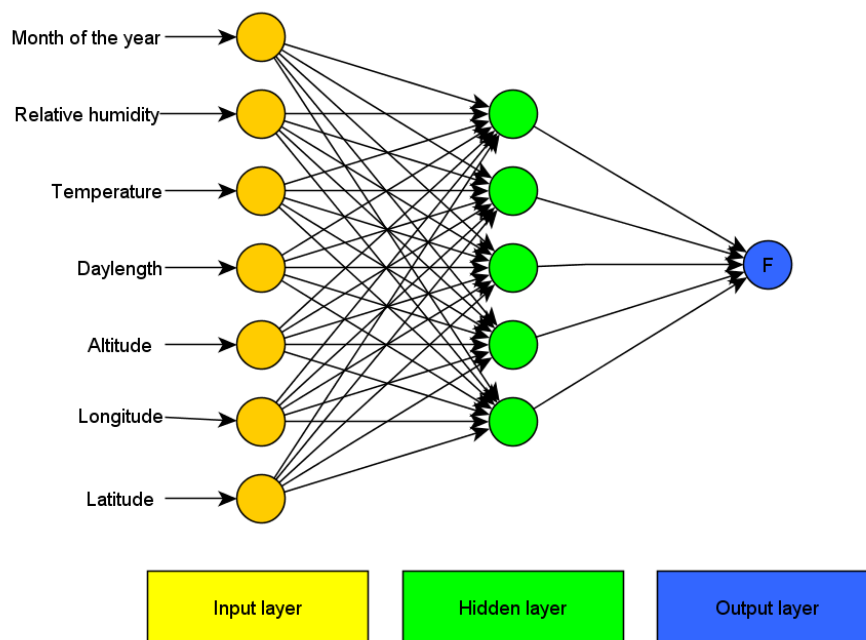 Month of the year
Relative humidity
Temperature
Daylength
Altitude
Longitude
Latitude
F
Input layer
Hidden layer
Output layer